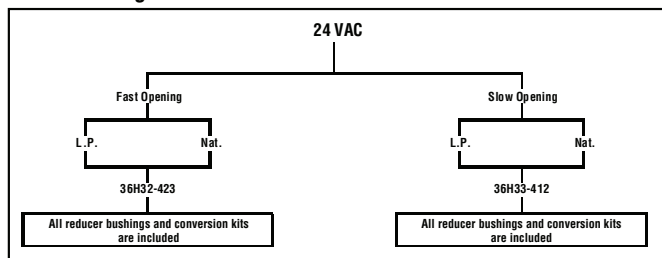 24 VAC
Fast Opening
Slow Opening
L.P.
Nat.
L.P.
Nat.
36H32-423
36H33-412
All reducer bushings and conversion kits
are included
All reducer bushings and conversion kits
are included